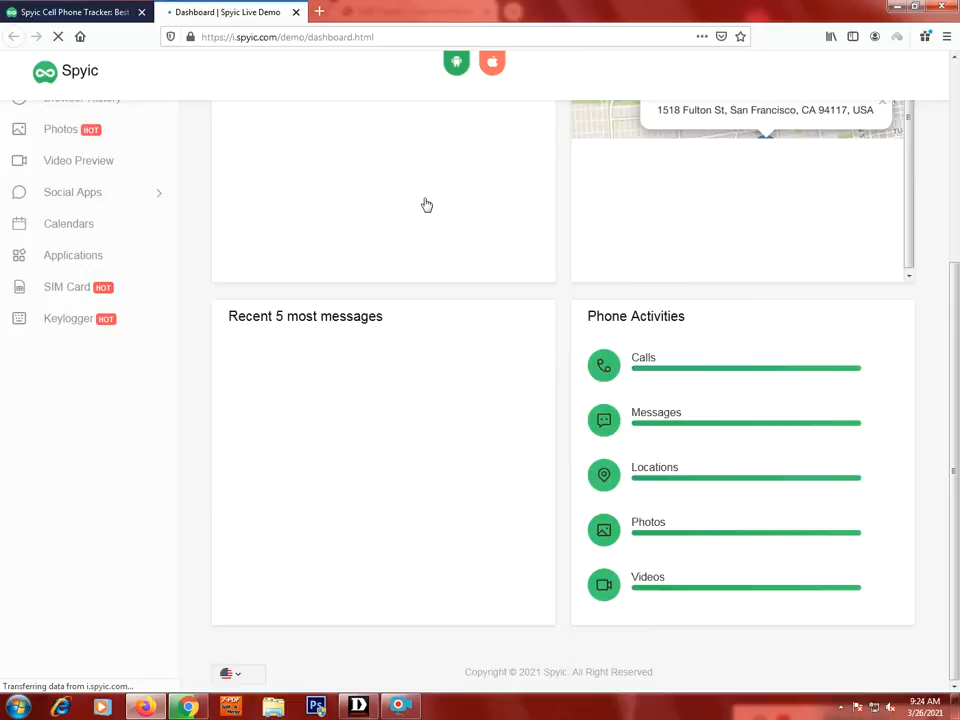 Spyic Cell Phone Tracker: Best
Dashboard | Spyic Live Demo
https://i.spyic.com/demo/dashboard.html
Spyic
Browser History
Photos HOT
Video Preview
Social Apps
Calendars
Applications
SIM Card HOT
Keylogger HOT
1518 Fulton St, San Francisco, CA 94117, USA
Recent 5 most messages
Phone Activities
Calls
Messages
Locations
Photos
Videos
Copyright © 2021 Spyic. All Right Reserved
Transferring data from i.spyic.com...
9:24 AM
3/26/2021